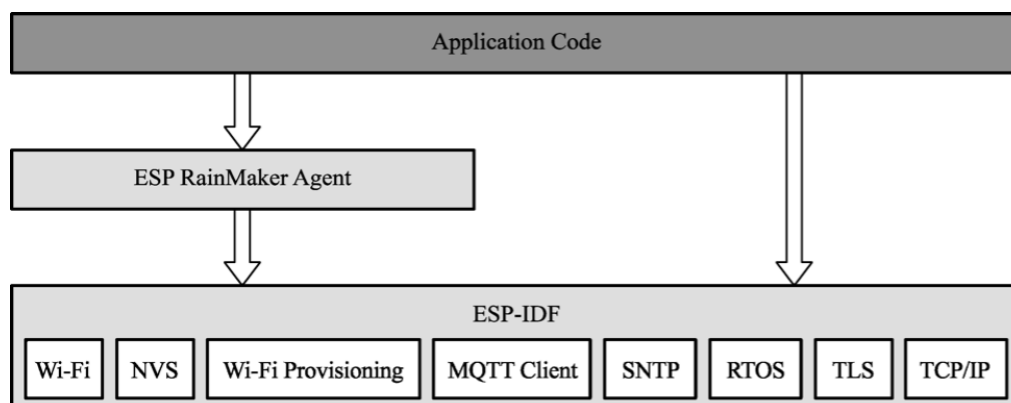 Application Code
ESP RainMaker Agent
ESP-IDF
Wi-Fi NVS Wi-Fi Provisioning MQTT Client SNTP RTOS TLS TCP/IP